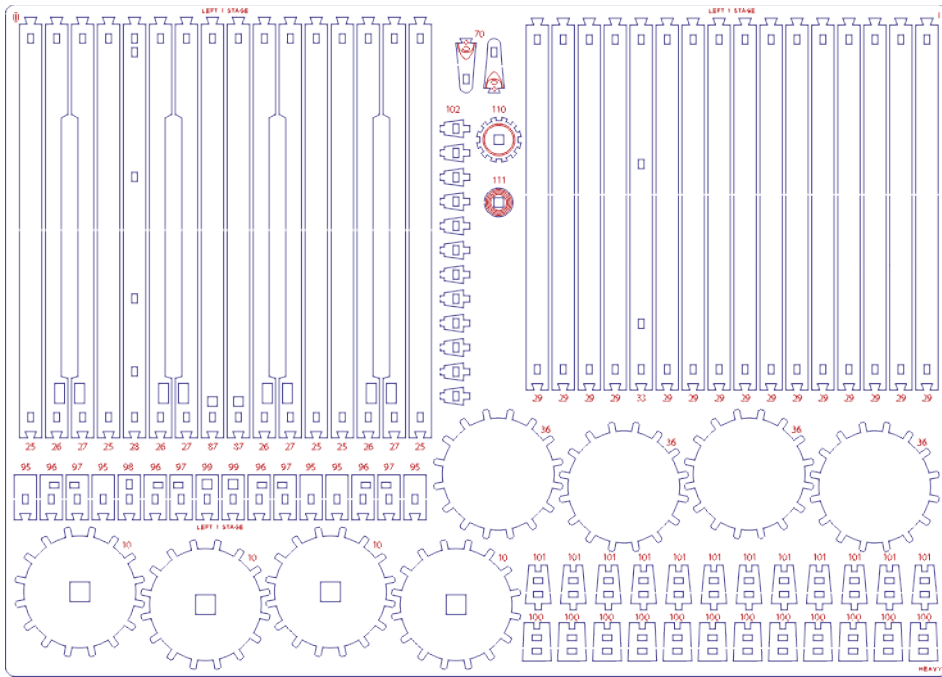 LEFT 1 STAGE
LEFT 1 STAGE
70
102 110
111
29 29 29 29 33 29 29 29 29 29 29 29 29 29 29 29
25 26 27 25 28 26 27 87 87 26 27 25 25 26 27 25
36 36 36 36
95 96 97 95 98 96 97 99 99 96 97 95 95 96 97 95
LEFT 1 STAGE
10 10 10 10
101 101 101 101 101 101 101 101 101 101 101 101
100 100 100 100 100 100 100 100 100 100 100 100
HEAVY